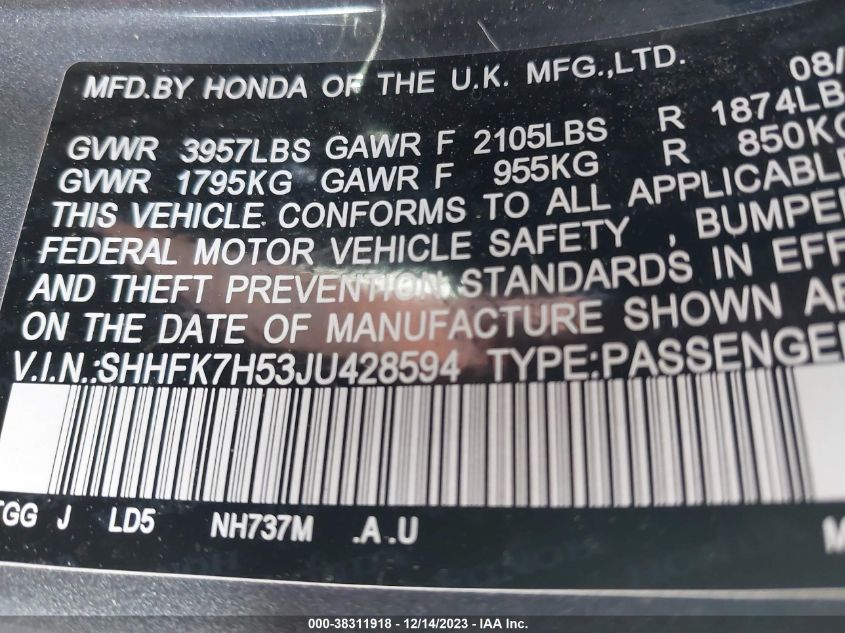 MFD.BY HONDA OF THE U.K. MFG.,LTD. 08/
GVWR 3957LBS GAWR F 2105LBS R 1874LB
GVWR 1795KG GAWR F 955KG R 850KG
THIS VEHICLE CONFORMS TO ALL APPLICABLE
FEDERAL MOTOR VEHICLE SAFETY , BUMPER
AND THEFT PREVENTION STANDARDS IN EFF
ON THE DATE OF MANUFACTURE SHOWN AB
V.I.N.:SHHFK7H53JU428594 TYPE:PASSENGER
TGG J LD5 NH737M .A.U M
000-38311918 - 12/14/2023 - IAA Inc.